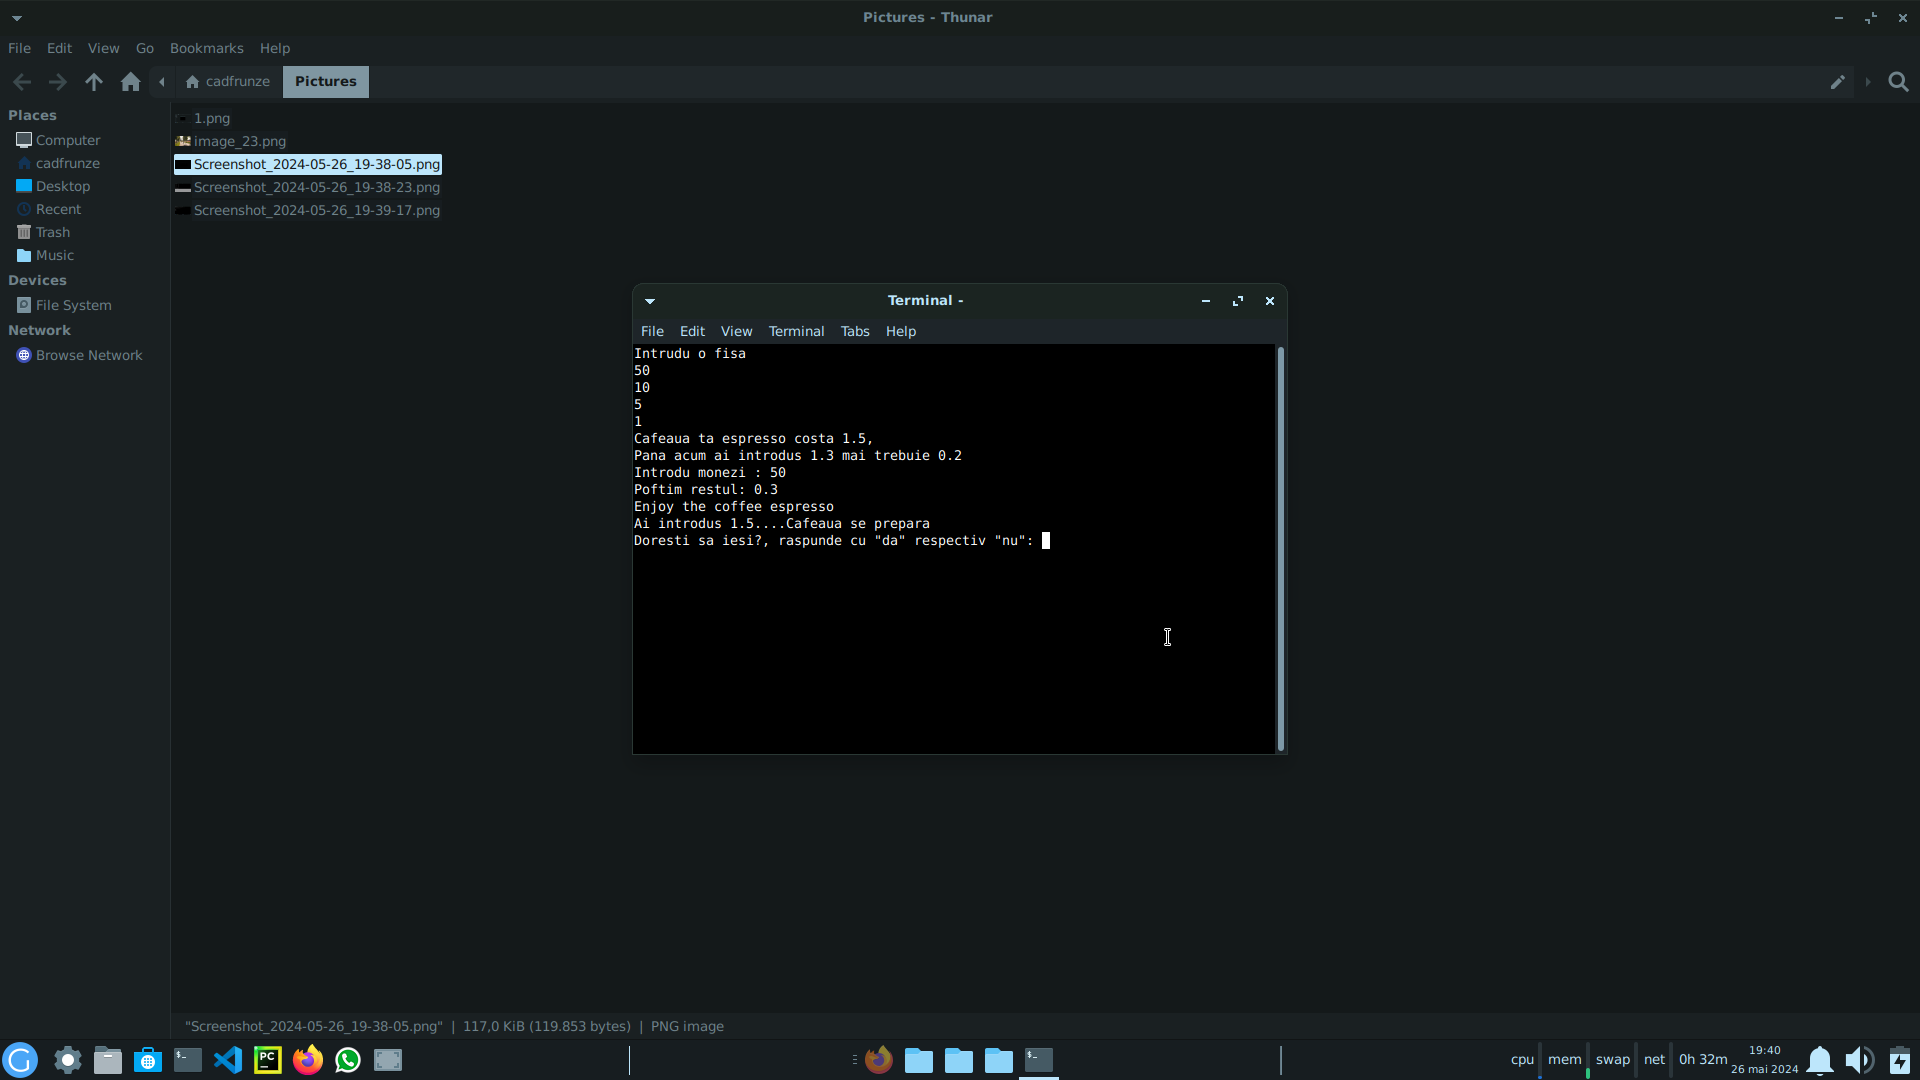 Pictures - Thunar
File Edit View Go Bookmarks Help
cadfrunze Pictures
Places
Computer
cadfrunze
Desktop
Recent
Trash
Music
Devices
File System
Network
Browse Network
1.png
image_23.png
Screenshot_2024-05-26_19-38-05.png
Screenshot_2024-05-26_19-38-23.png
Screenshot_2024-05-26_19-39-17.png
Terminal -
File Edit View Terminal Tabs Help
Intrudu o fisa
50
10
5
1
Cafeaua ta espresso costa 1.5,
Pana acum ai introdus 1.3 mai trebuie 0.2
Introdu monezi : 50
Poftim restul: 0.3
Enjoy the coffee espresso
Ai introdus 1.5....Cafeaua se prepara
Doresti sa iesi?, raspunde cu "da" respectiv "nu":
"Screenshot_2024-05-26_19-38-05.png" | 117,0 KiB (119.853 bytes) | PNG image
G $- PC $- cpu mem swap net 0h 32m 19:40
26 mai 2024